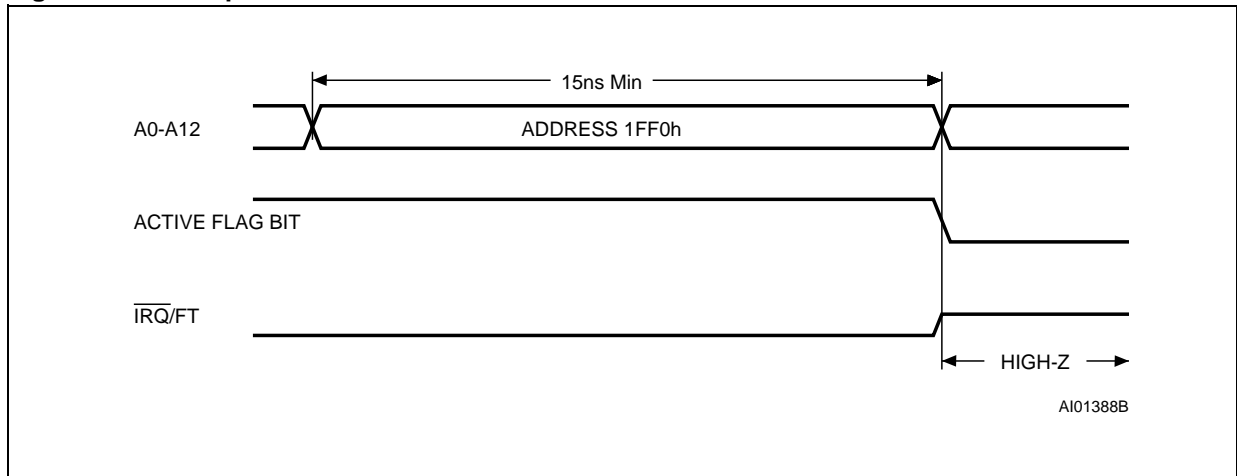 15ns Min
A0-A12
ADDRESS 1FF0h
ACTIVE FLAG BIT
IRQ/FT
HIGH-Z
AI01388B